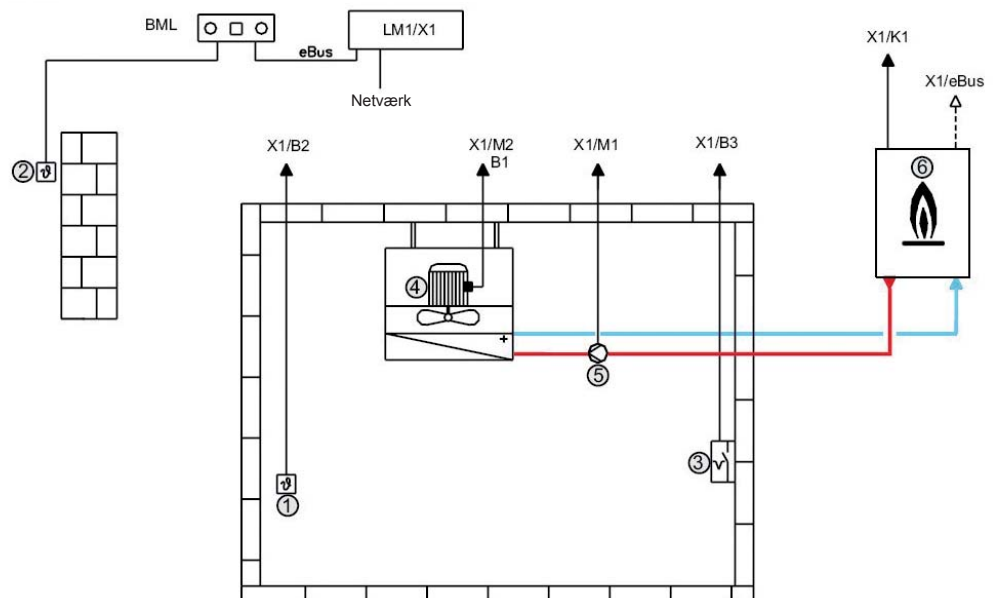 BML
LM1/X1
eBus
Netværk
X1/K1
X1/eBus
X1/B2
X1/M2
B1
X1/M1
X1/B3
2
6
4
5
3
1